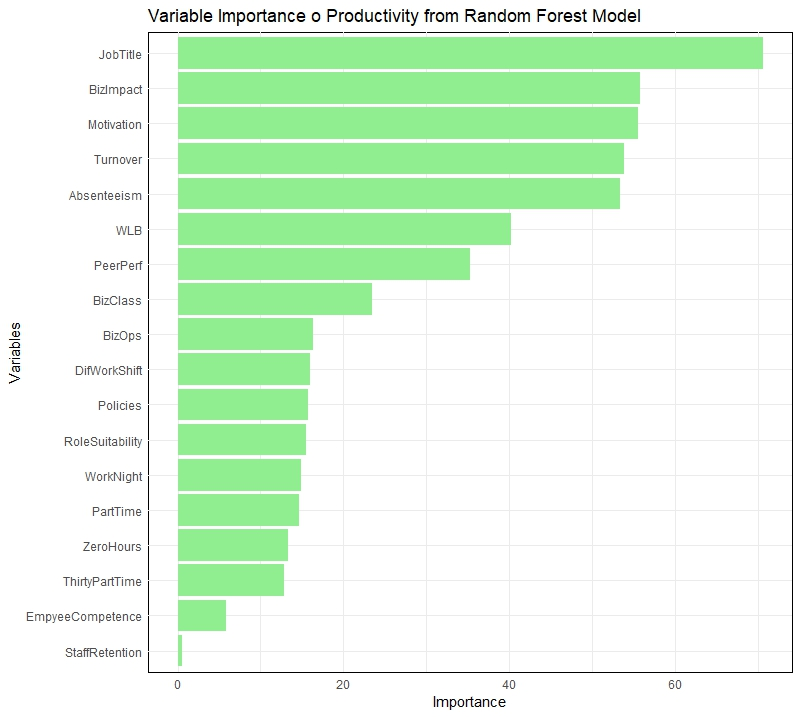 Variable Importance o Productivity from Random Forest Model
JobTitle
BizImpact
Motivation
Turnover
Absenteeism
WLB
PeerPerf
BizClass
BizOps
DifWorkShift
Policies
RoleSuitability
WorkNight
PartTime
ZeroHours
ThirtyPartTime
EmpyeeCompetence
StaffRetention
Variables
0 20 40 60
Importance